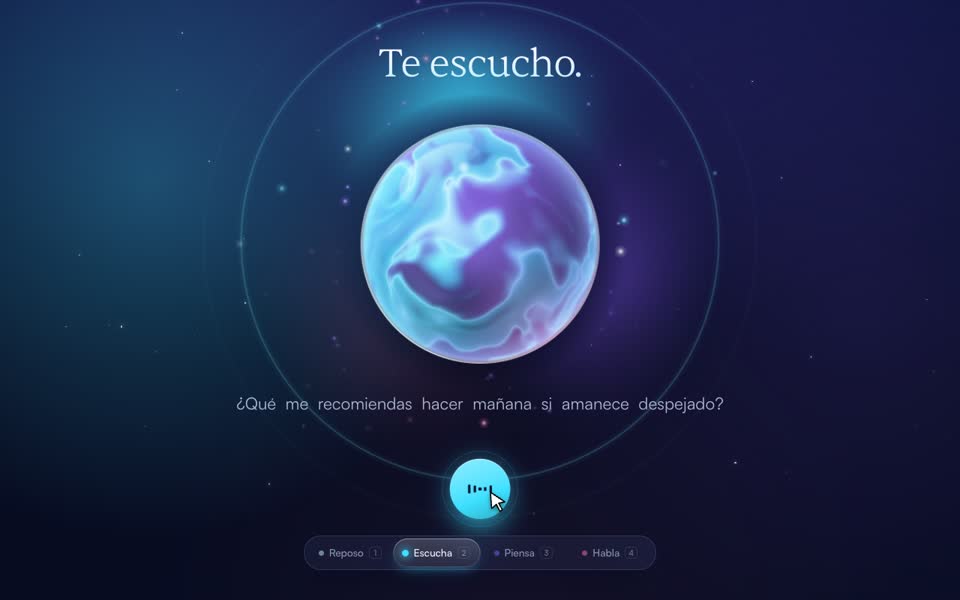 Te escucho.
¿Qué me recomiendas hacer mañana si amanece despejado?
Reposo 1 Escucha 2 Piensa 3 Habla 4